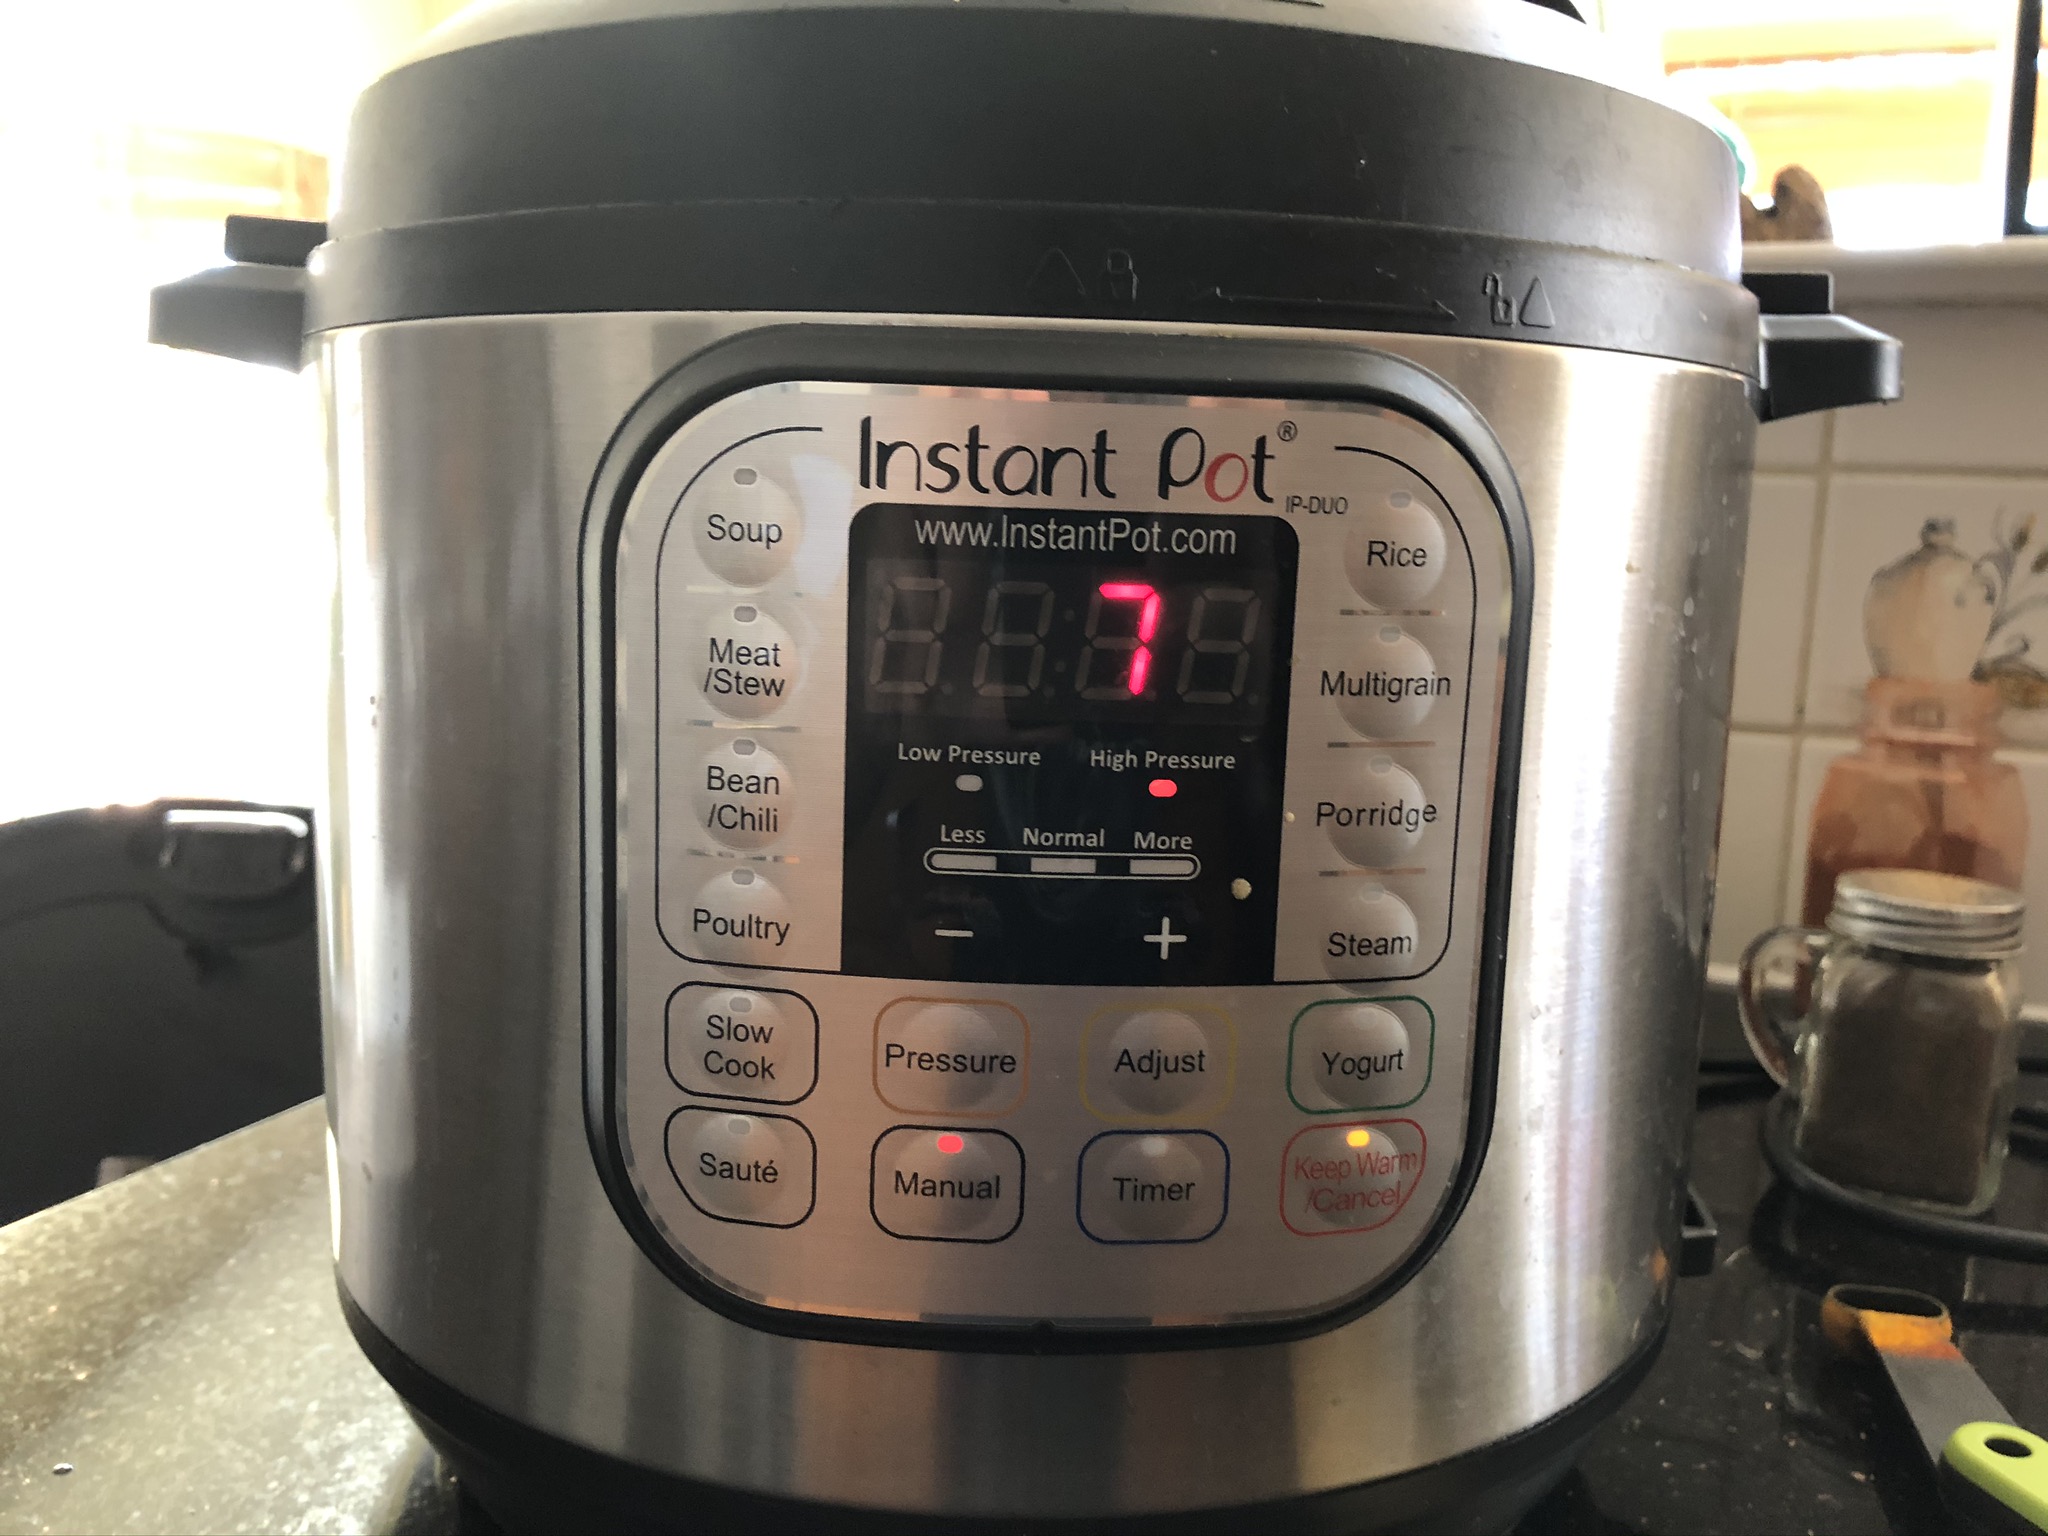 Instant Pot®
IP-DUO
www.InstantPot.com
7
Low Pressure
High Pressure
Less Normal More
− +
Soup
Meat
/Stew
Bean
/Chili
Poultry
Rice
Multigrain
Porridge
Steam
Slow
Cook
Pressure
Adjust
Yogurt
Sauté
Manual
Timer
Keep Warm
/Cancel